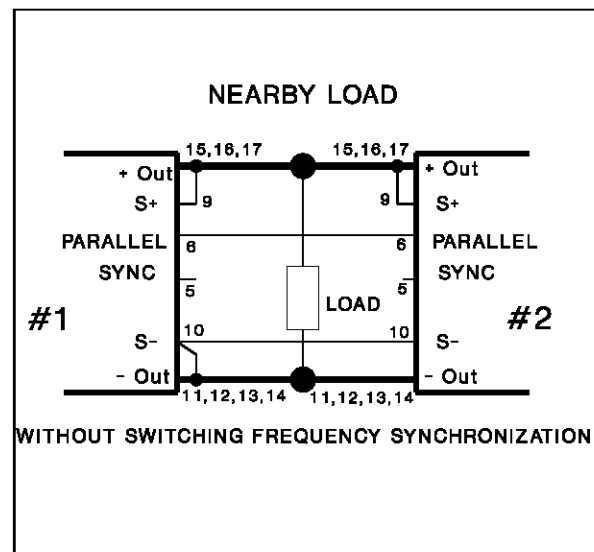 NEARBY LOAD
15,16,17 15,16,17
+ Out + Out
S+ 9 9 S+
PARALLEL 6 6 PARALLEL
SYNC 5 5 SYNC
LOAD
#1 #2
S- 10 10 S-
- Out - Out
11,12,13,14 11,12,13,14
WITHOUT SWITCHING FREQUENCY SYNCHRONIZATION